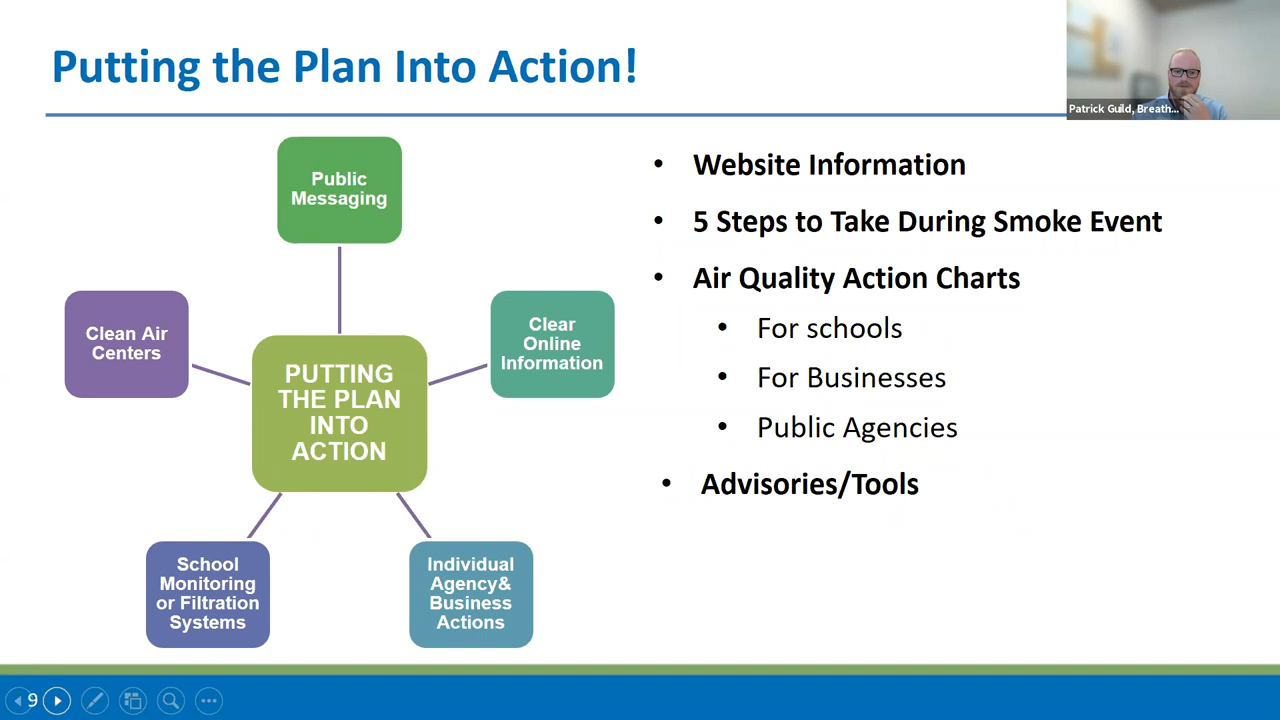 Putting the Plan Into Action!
Patrick Guild, Breath...
Public
Messaging
Clean Air
Centers
Clear
Online
Information
PUTTING
THE PLAN
INTO
ACTION
School
Monitoring
or Filtration
Systems
Individual
Agency&
Business
Actions
• Website Information
• 5 Steps to Take During Smoke Event
• Air Quality Action Charts
• For schools
• For Businesses
• Public Agencies
• Advisories/Tools
9